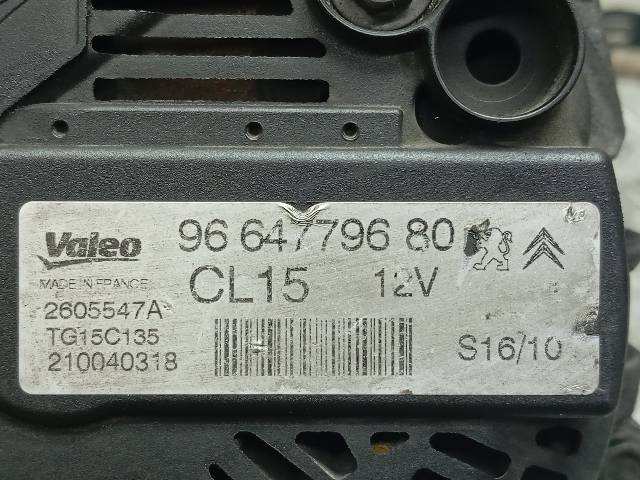 Valeo
96 647796 80
MADE IN FRANCE
CL15 12V
2605547A
TG15C135
210040318
S16/10